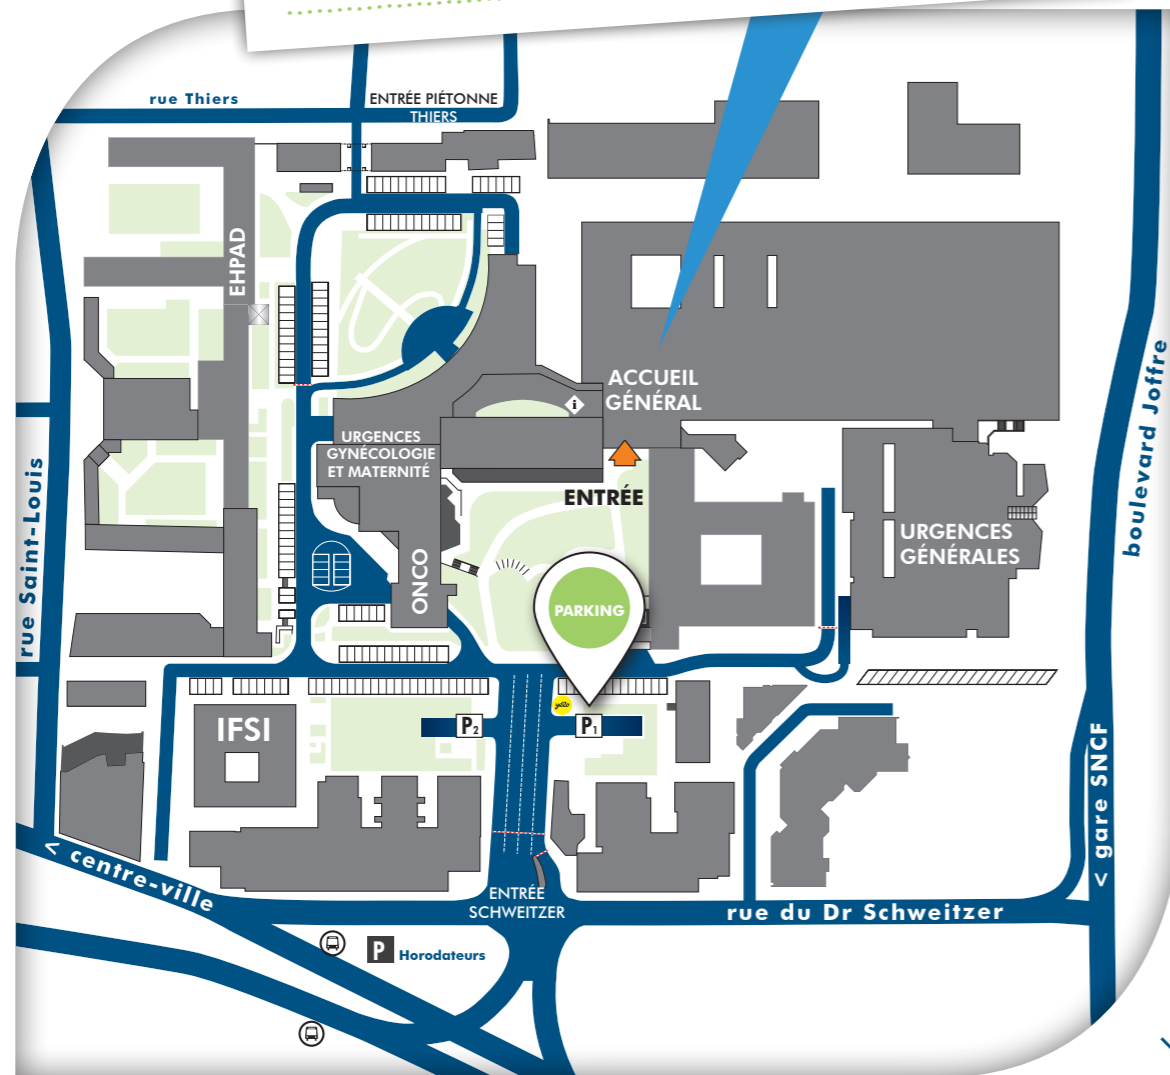 rue Thiers
ENTRÉE PIÉTONNE
THIERS
EHPAD
ACCUEIL
GÉNÉRAL
i
URGENCES
GYNÉCOLOGIE
ET MATERNITÉ
ENTRÉE
boulevard Joffre
rue Saint-Louis
URGENCES
GÉNÉRALES
ONCO
PARKING
IFSI
P2
P1
yélo
< gare SNCF
< centre-ville
ENTRÉE
SCHWEITZER
rue du Dr Schweitzer
P Horodateurs